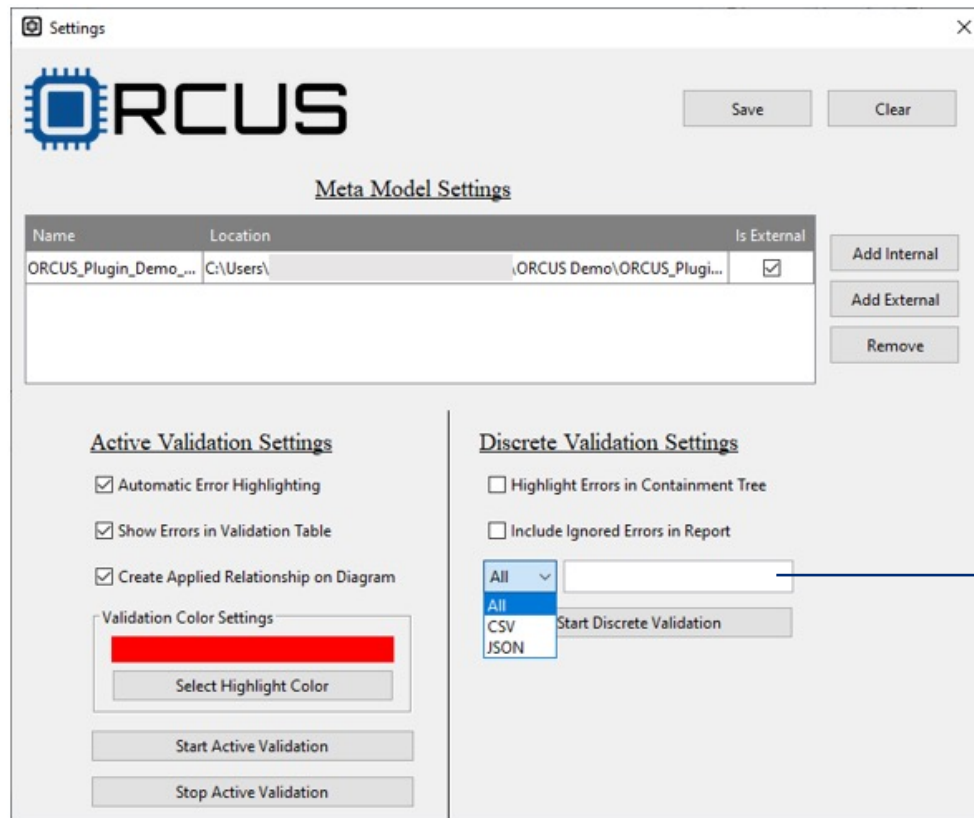 Settings
ORCUS
Save
Clear
Meta Model Settings
Name Location Is External
ORCUS_Plugin_Demo_... C:\Users\ \ORCUS Demo\ORCUS_Plugi...
Add Internal
Add External
Remove
Active Validation Settings
Automatic Error Highlighting
Show Errors in Validation Table
Create Applied Relationship on Diagram
Validation Color Settings
Select Highlight Color
Start Active Validation
Stop Active Validation
Discrete Validation Settings
Highlight Errors in Containment Tree
Include Ignored Errors in Report
All
All
CSV
JSON
Start Discrete Validation